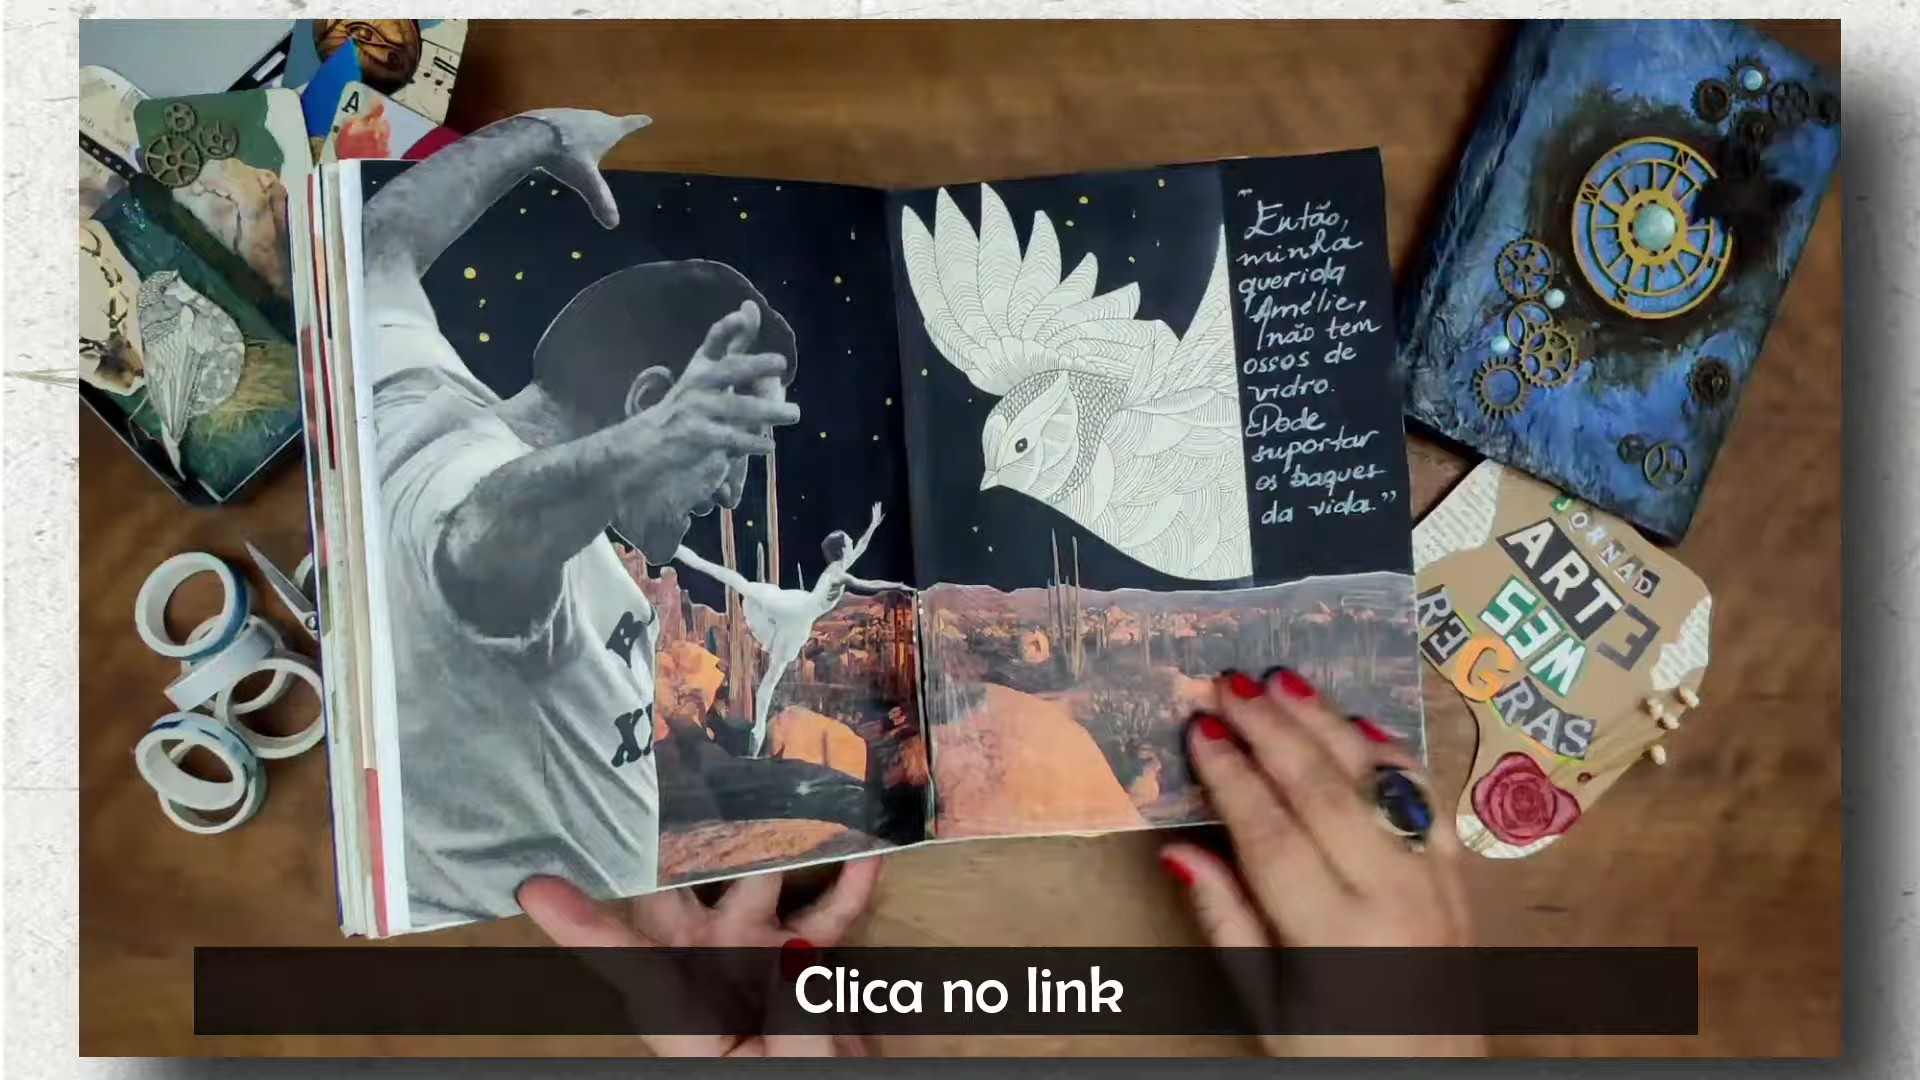 "Então,
minha
querida
Amélie,
não tem
ossos de
vidro.
Pode
suportar
os baques
da vida."
JORNAD
ARTE
SEM
REGRAS
A
Clica no link